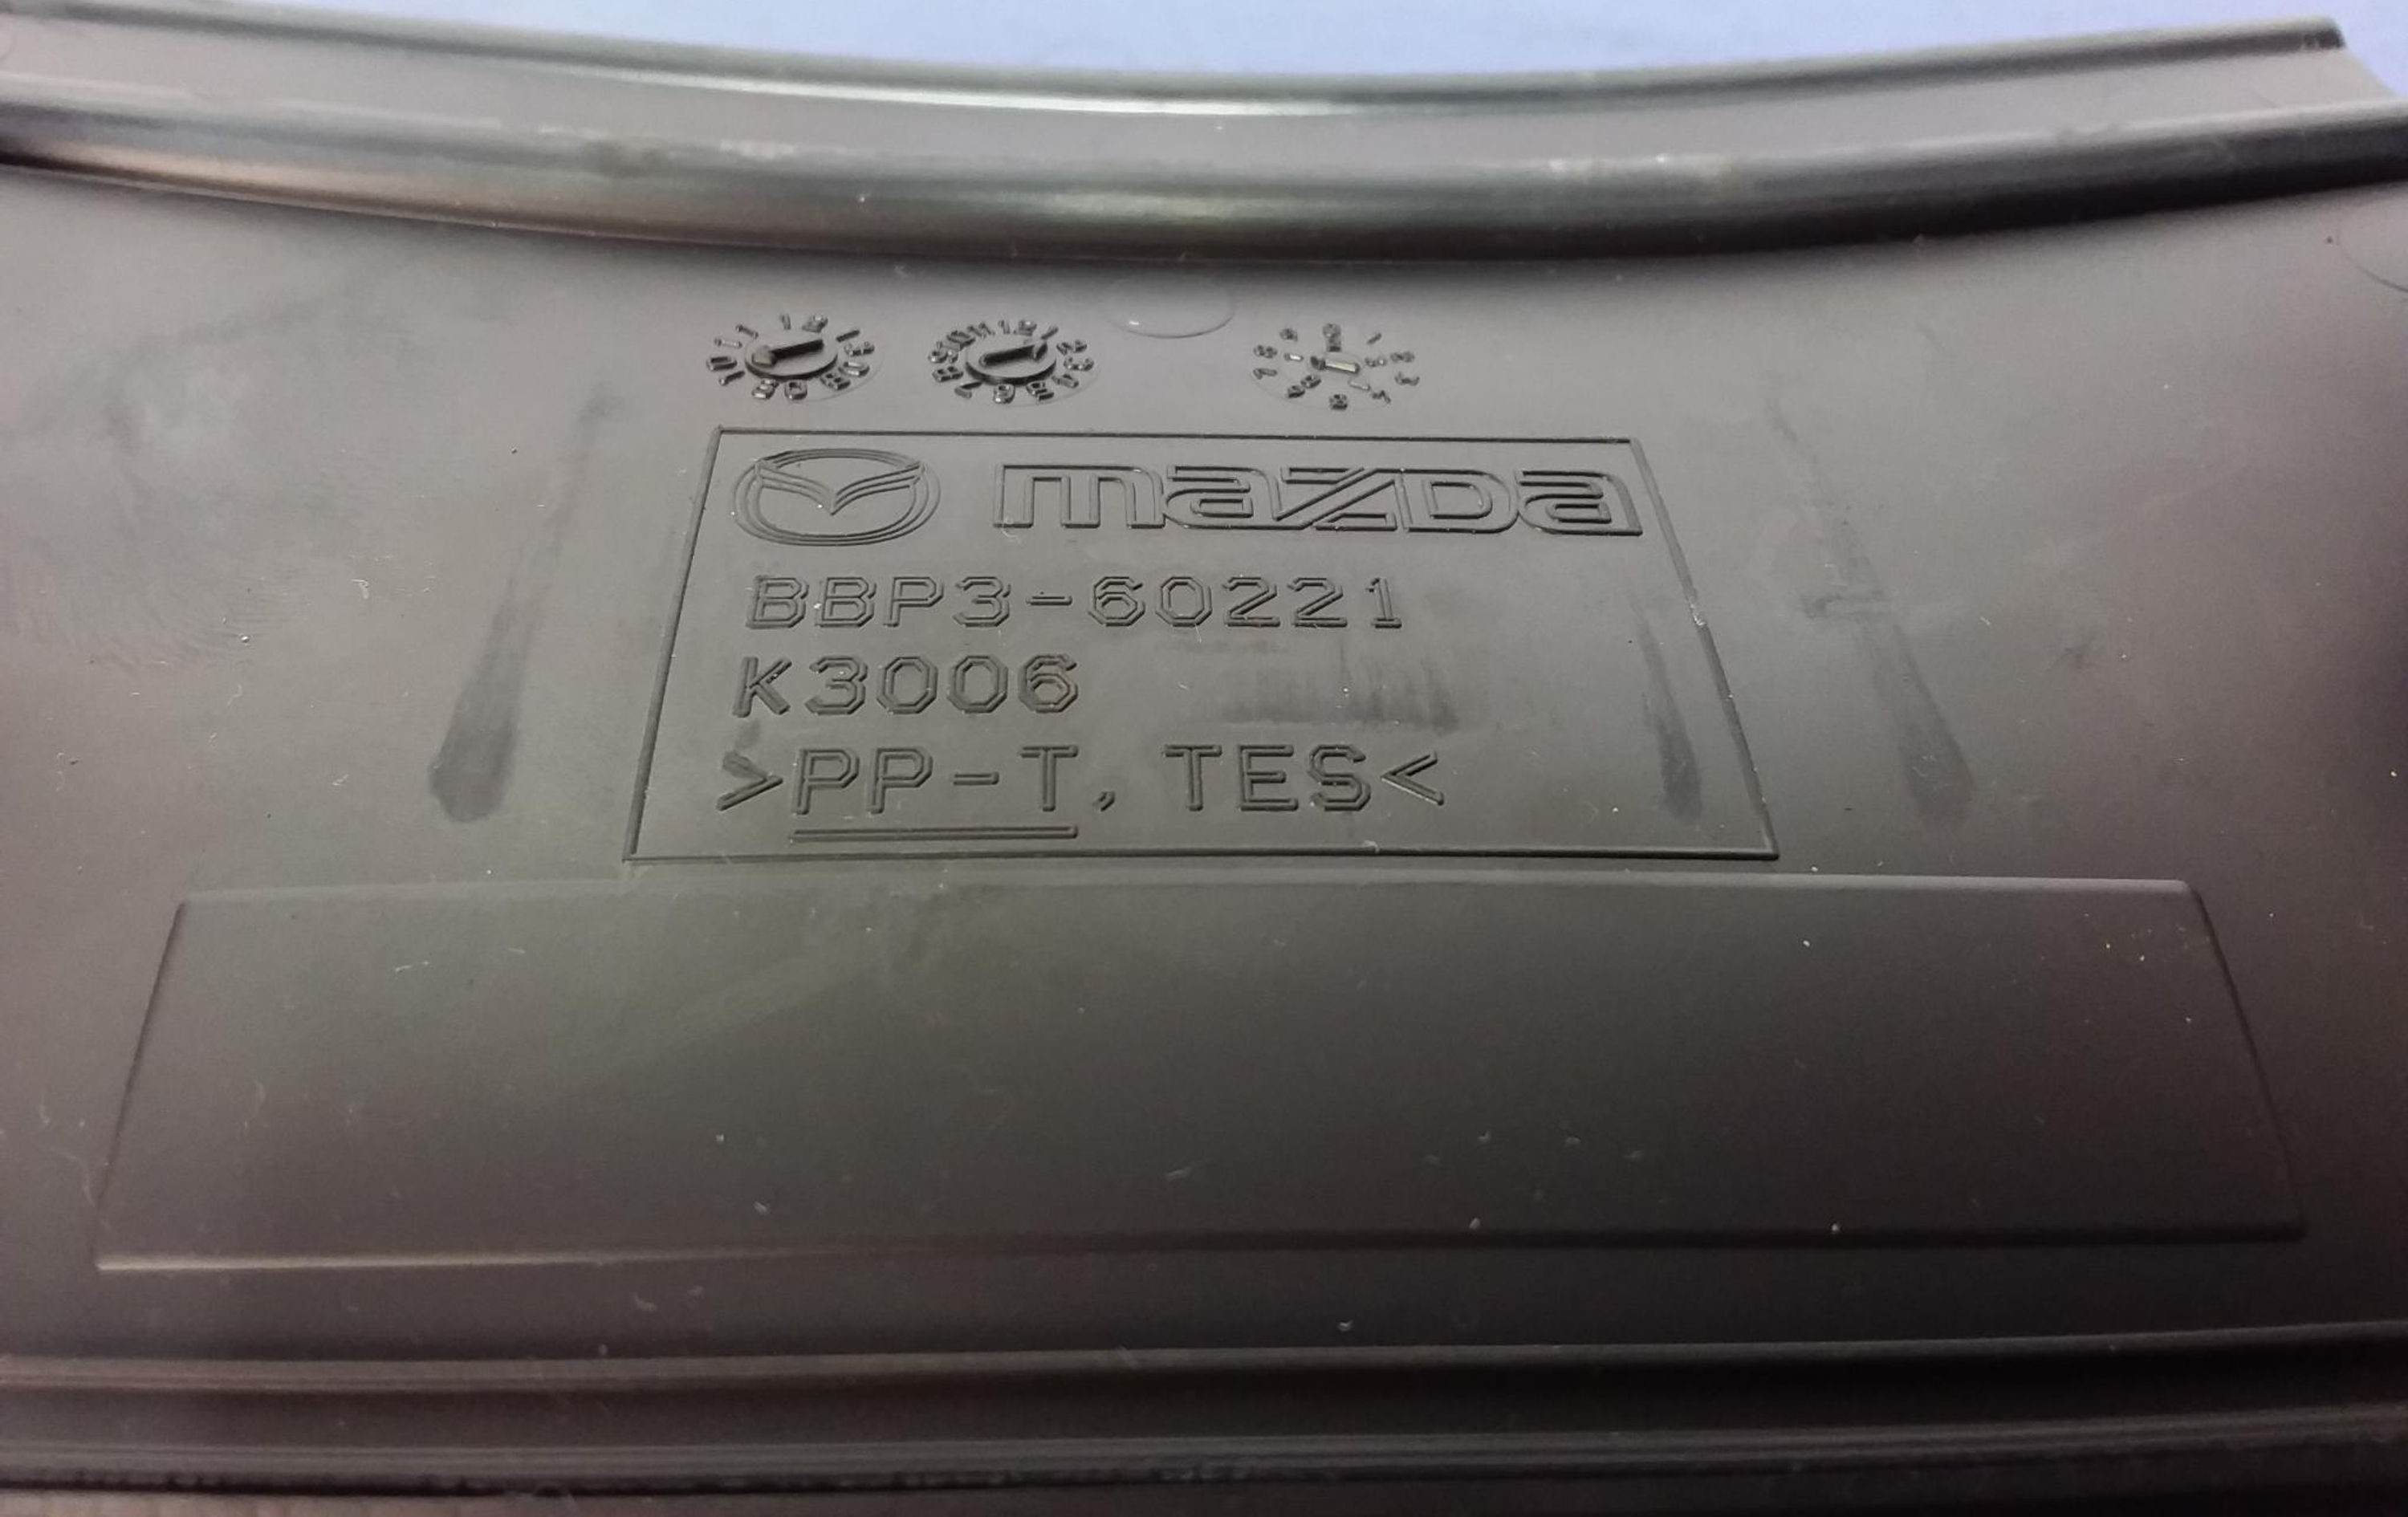 mazda
BBP3-60221
K3006
>PP-T, TES<